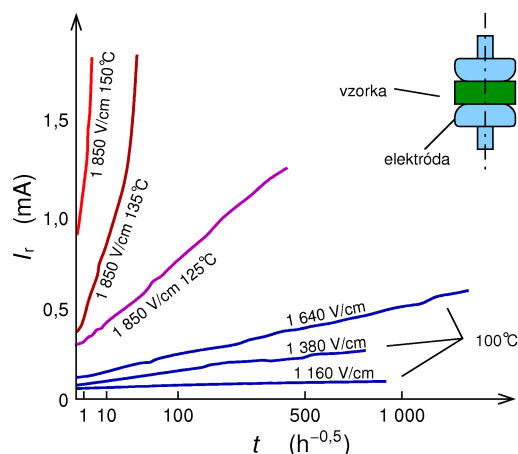 1 850 V/cm 150°C
1 850 V/cm 135°C
1 850 V/cm 125°C
1 640 V/cm
1 380 V/cm
1 160 V/cm
100°C
vzorka
elektróda
Ir (mA)
1,5
1,0
0,5
0
1 10 100 500 1 000
t (h−0,5)